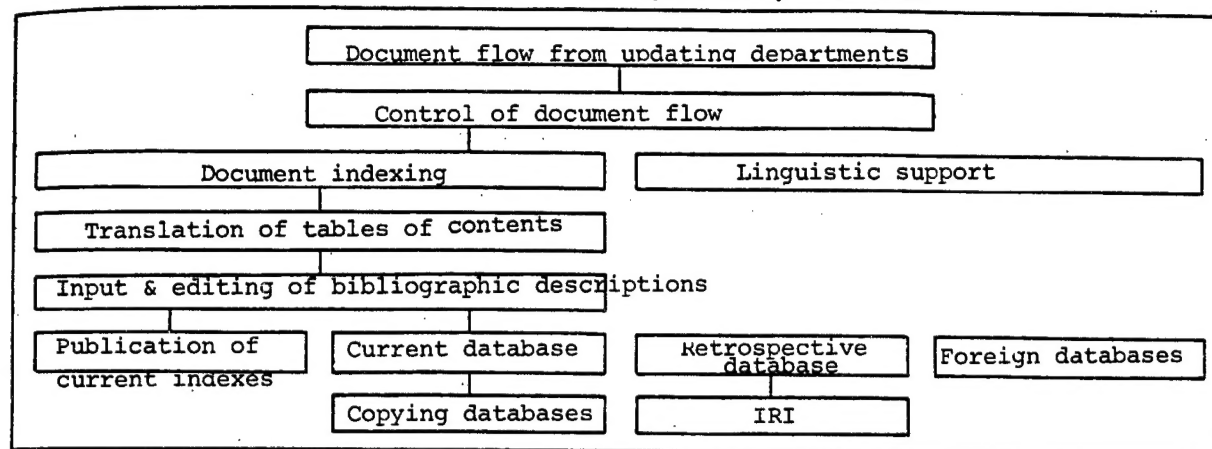 Document flow from updating departments
Control of document flow
Document indexing
Linguistic support
Translation of tables of contents
Input & editing of bibliographic descriptions
Publication of
current indexes
Current database
Retrospective
database
Foreign databases
Copying databases
IRI